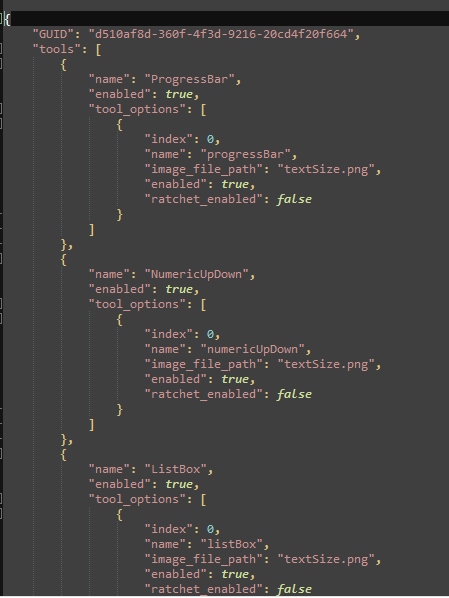 {
    "GUID": "d510af8d-360f-4f3d-9216-20cd4f20f664",
    "tools": [
        {
            "name": "ProgressBar",
            "enabled": true,
            "tool_options": [
                {
                    "index": 0,
                    "name": "progressBar",
                    "image_file_path": "textSize.png",
                    "enabled": true,
                    "ratchet_enabled": false
                }
            ]
        },
        {
            "name": "NumericUpDown",
            "enabled": true,
            "tool_options": [
                {
                    "index": 0,
                    "name": "numericUpDown",
                    "image_file_path": "textSize.png",
                    "enabled": true,
                    "ratchet_enabled": false
                }
            ]
        },
        {
            "name": "ListBox",
            "enabled": true,
            "tool_options": [
                {
                    "index": 0,
                    "name": "listBox",
                    "image_file_path": "textSize.png",
                    "enabled": true,
                    "ratchet_enabled": false